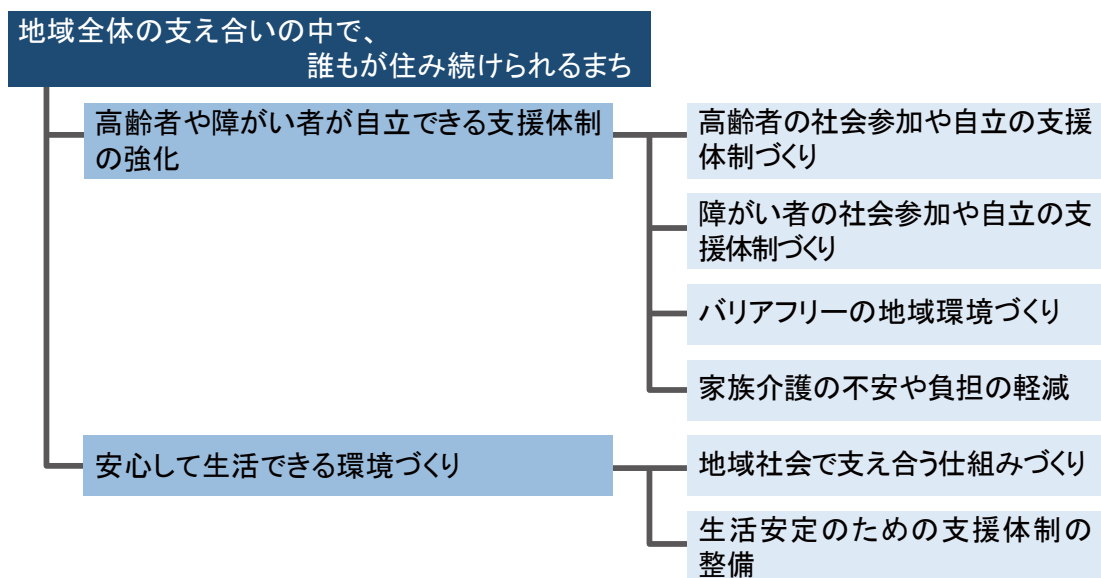 地域全体の支え合いの中で、
誰もが住み続けられるまち
高齢者や障がい者が自立できる支援体制
の強化
高齢者の社会参加や自立の支援
体制づくり
障がい者の社会参加や自立の支
援体制づくり
バリアフリーの地域環境づくり
家族介護の不安や負担の軽減
安心して生活できる環境づくり
地域社会で支え合う仕組みづくり
生活安定のための支援体制の
整備